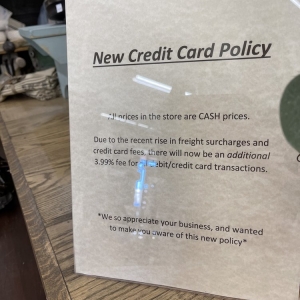 New Credit Card Policy
All prices in the store are CASH prices.
Due to the recent rise in freight surcharges and
credit card fees, there will now be an additional
3.99% fee for debit/credit card transactions.
*We so appreciate your business, and wanted
to make you aware of this new policy*